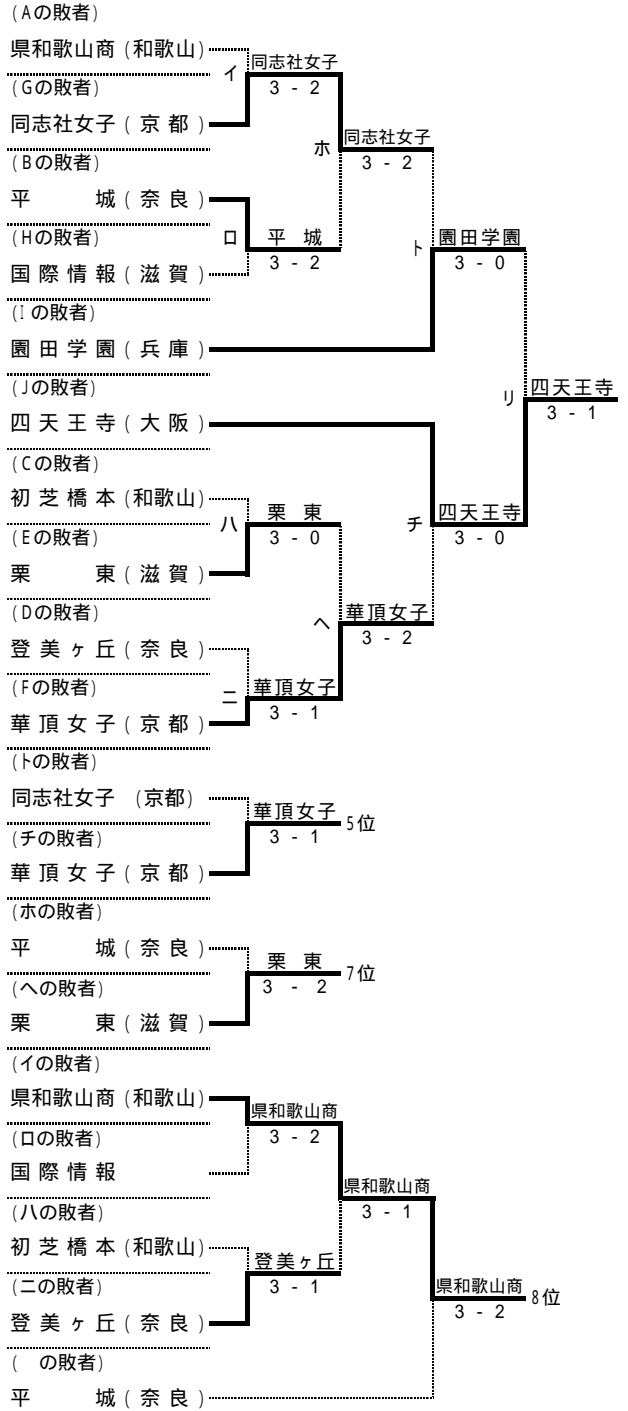 (Aの敗者)
県和歌山商(和歌山)
イ 同志社女子
3 - 2
(Gの敗者)
同志社女子(京都)
ホ 同志社女子
3 - 2
(Bの敗者)
平 城(奈良)
ロ 平 城
3 - 2
(Hの敗者)
国際情報(滋賀)
ト 園田学園
3 - 0
(Iの敗者)
園田学園(兵庫)
リ 四天王寺
3 - 1
(Jの敗者)
四天王寺(大阪)
(Cの敗者)
初芝橋本(和歌山)
ハ 栗 東
3 - 0
チ 四天王寺
3 - 0
(Eの敗者)
栗 東(滋賀)
(Dの敗者)
ヘ 華頂女子
3 - 2
登美ヶ丘(奈良)
(Fの敗者)
ニ 華頂女子
3 - 1
華頂女子(京都)
(トの敗者)
同志社女子 (京都)
華頂女子 5位
3 - 1
(チの敗者)
華頂女子(京都)
(ホの敗者)
平 城(奈良)
栗 東 7位
3 - 2
(ヘの敗者)
栗 東(滋賀)
(イの敗者)
県和歌山商(和歌山)
県和歌山商
3 - 2
(ロの敗者)
国際情報
県和歌山商
3 - 1
(ハの敗者)
初芝橋本(和歌山)
登美ヶ丘
3 - 1
(ニの敗者)
県和歌山商 8位
3 - 2
登美ヶ丘(奈良)
( の敗者)
平 城(奈良)